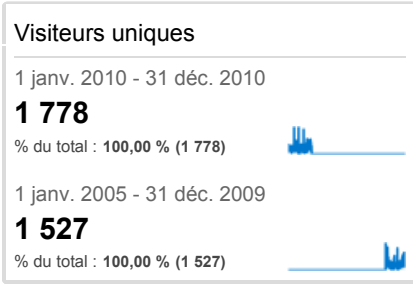 Visiteurs uniques
1 janv. 2010 - 31 déc. 2010
1 778
% du total : 100,00 % (1 778)
1 janv. 2005 - 31 déc. 2009
1 527
% du total : 100,00 % (1 527)